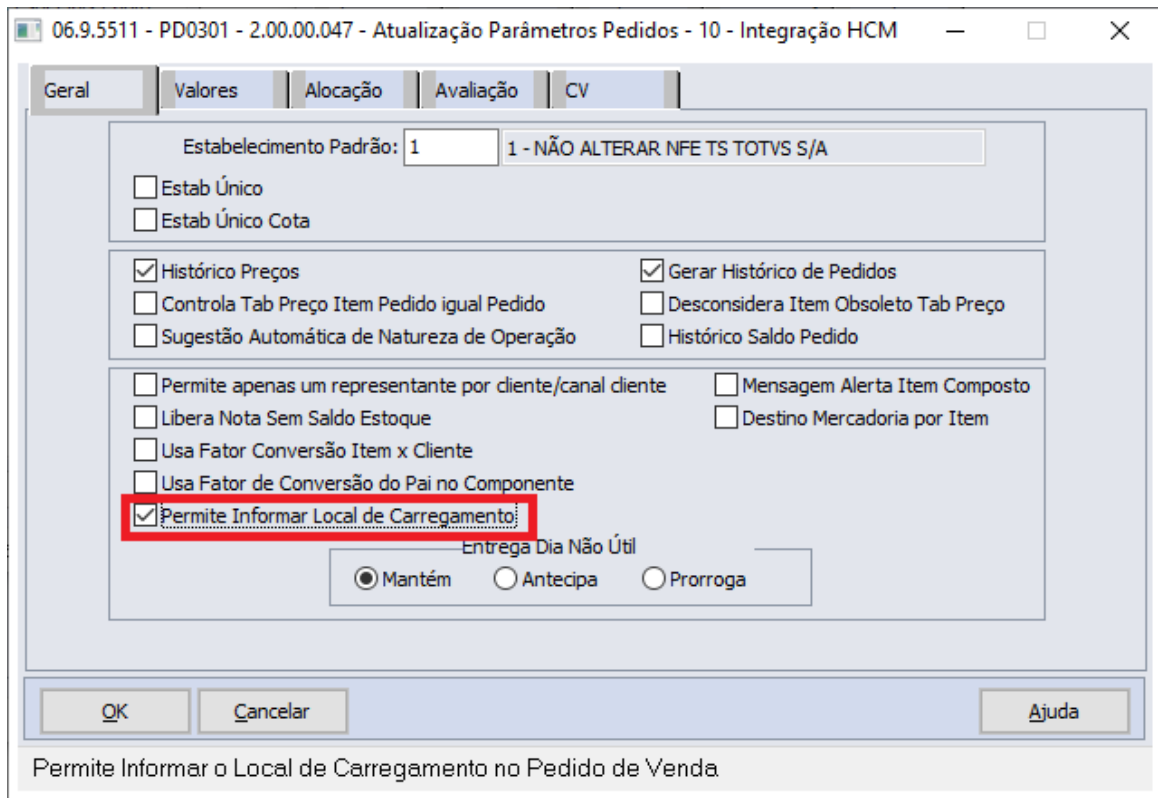 06.9.5511 - PD0301 - 2.00.00.047 - Atualização Parâmetros Pedidos - 10 - Integração HCM
Geral Valores Alocação Avaliação CV
Estabelecimento Padrão: 1 1 - NÃO ALTERAR NFE TS TOTVS S/A
Estab Único
Estab Único Cota
Histórico Preços Gerar Histórico de Pedidos
Controla Tab Preço Item Pedido igual Pedido Desconsidera Item Obsoleto Tab Preço
Sugestão Automática de Natureza de Operação Histórico Saldo Pedido
Permite apenas um representante por cliente/canal cliente Mensagem Alerta Item Composto
Libera Nota Sem Saldo Estoque Destino Mercadoria por Item
Usa Fator Conversão Item x Cliente
Usa Fator de Conversão do Pai no Componente
Permite Informar Local de Carregamento
Entrega Dia Não Útil
Mantém Antecipa Prorroga
OK Cancelar Ajuda
Permite Informar o Local de Carregamento no Pedido de Venda